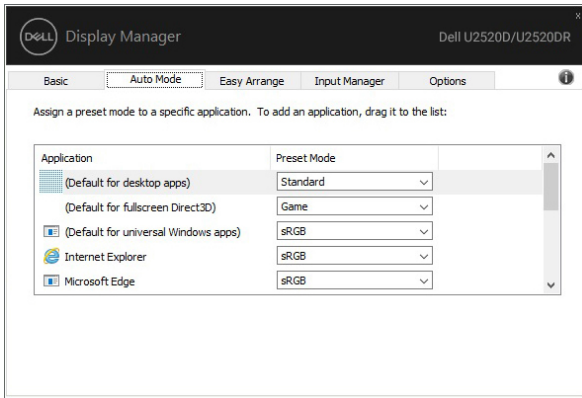 DELL Display Manager
Dell U2520D/U2520DR
x
Basic Auto Mode Easy Arrange Input Manager Options i
Assign a preset mode to a specific application. To add an application, drag it to the list:
Application Preset Mode
(Default for desktop apps) Standard
(Default for fullscreen Direct3D) Game
(Default for universal Windows apps) sRGB
Internet Explorer sRGB
Microsoft Edge sRGB